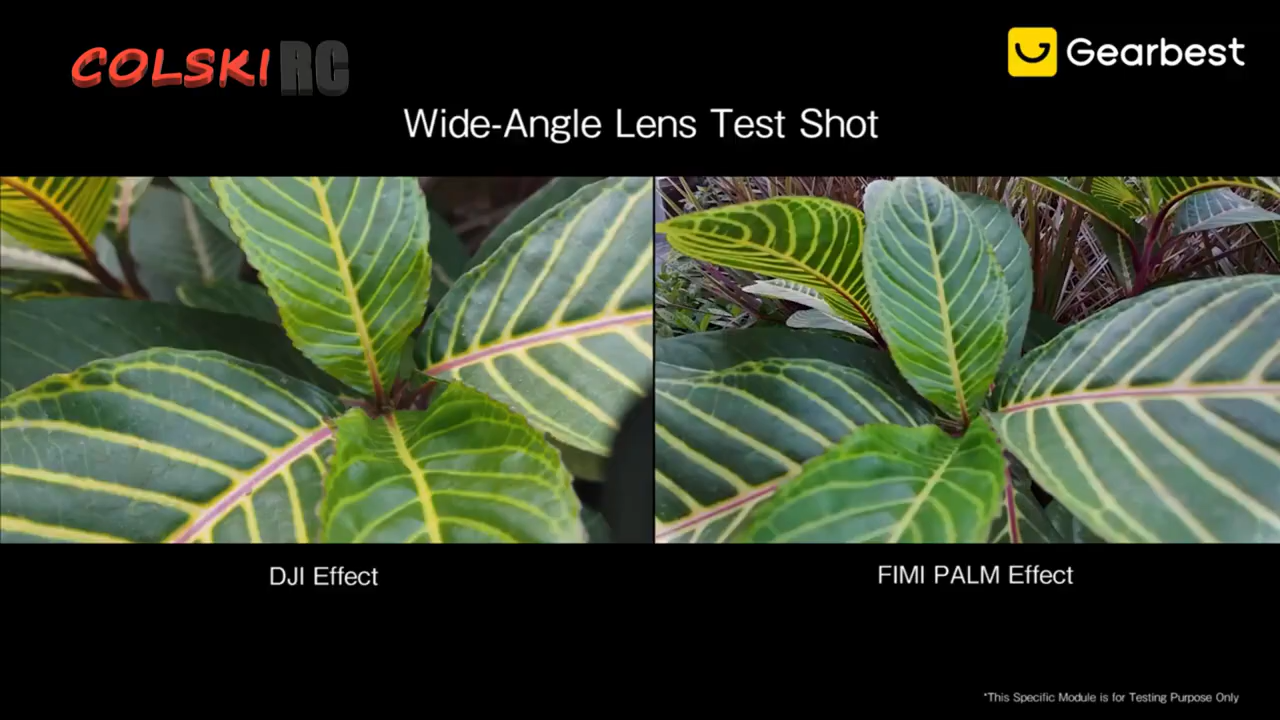 COLSKI RC
Gearbest
Wide-Angle Lens Test Shot
DJI Effect
FIMI PALM Effect
*This Specific Module is for Testing Purpose Only